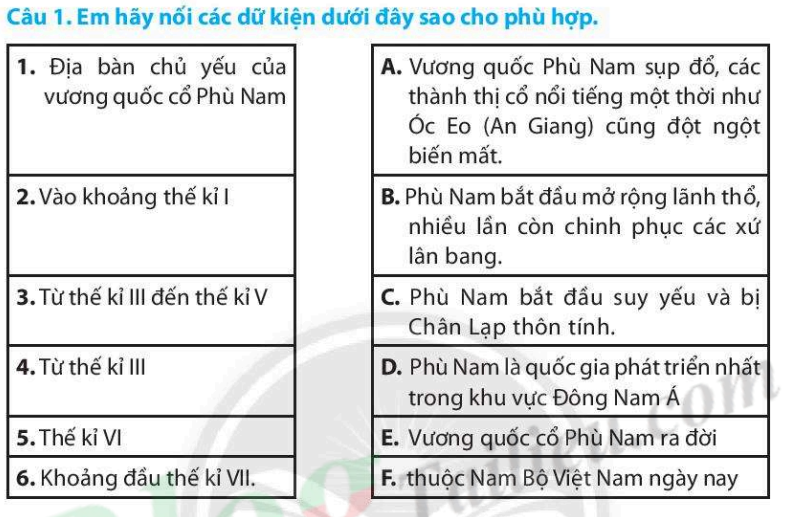 Câu 1. Em hãy nối các dữ kiện dưới đây sao cho phù hợp.
1. Địa bàn chủ yếu của
vương quốc cổ Phù Nam
2. Vào khoảng thế kỉ I
3. Từ thế kỉ III đến thế kỉ V
4. Từ thế kỉ III
5. Thế kỉ VI
6. Khoảng đầu thế kỉ VII.
A. Vương quốc Phù Nam sụp đổ, các
thành thị cổ nổi tiếng một thời như
Óc Eo (An Giang) cũng đột ngột
biến mất.
B. Phù Nam bắt đầu mở rộng lãnh thổ,
nhiều lần còn chinh phục các xứ
lân bang.
C. Phù Nam bắt đầu suy yếu và bị
Chân Lạp thôn tính.
D. Phù Nam là quốc gia phát triển nhất
trong khu vực Đông Nam Á
E. Vương quốc cổ Phù Nam ra đời
F. thuộc Nam Bộ Việt Nam ngày nay
Tailieu.com